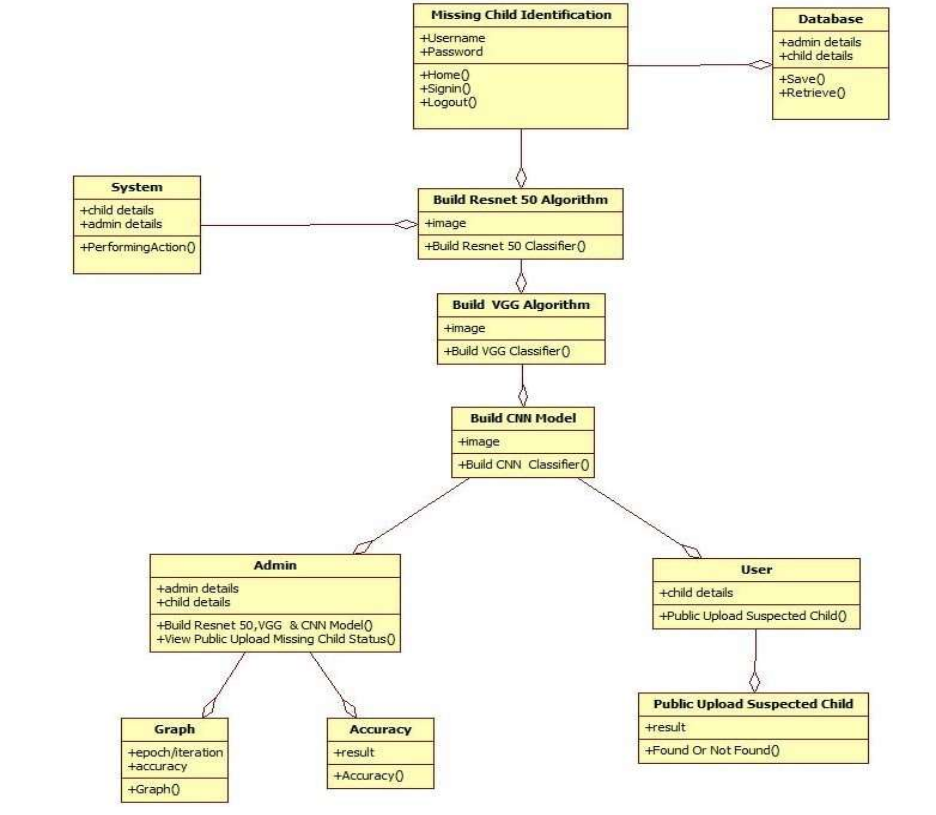 Missing Child Identification
+Username
+Password
+Home()
+Signin()
+Logout()
Database
+admin details
+child details
+Save()
+Retrieve()
System
+child details
+admin details
+PerformingAction()
Build Resnet 50 Algorithm
+image
+Build Resnet 50 Classifier()
Build VGG Algorithm
+image
+Build VGG Classifier()
Build CNN Model
+image
+Build CNN Classifier()
Admin
+admin details
+child details
+Build Resnet 50,VGG & CNN Model()
+View Public Upload Missing Child Status()
User
+child details
+Public Upload Suspected Child()
Graph
+epoch/iteration
+accuracy
+Graph()
Accuracy
+result
+Accuracy()
Public Upload Suspected Child
+result
+Found Or Not Found()